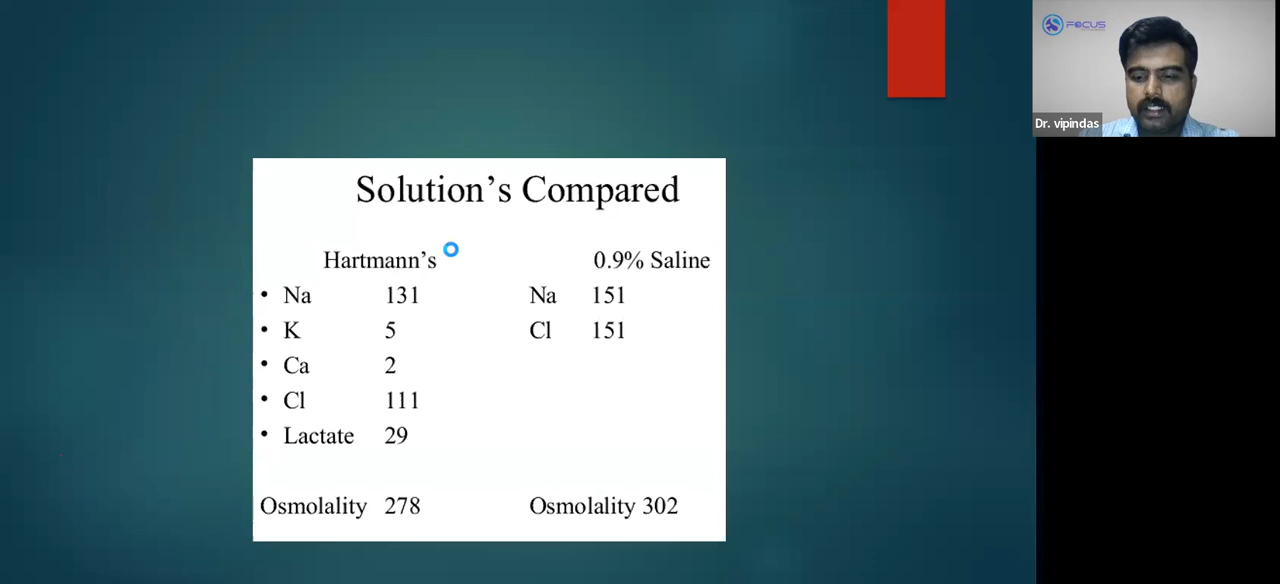 FOCUS
Dr. vipindas
Solution's Compared
Hartmann's 0.9% Saline
• Na 131 Na 151
• K 5 Cl 151
• Ca 2
• Cl 111
• Lactate 29
Osmolality 278 Osmolality 302